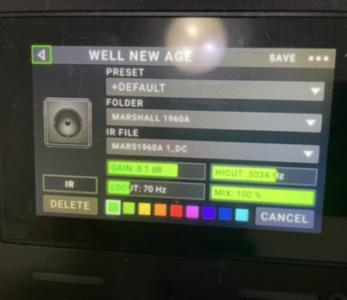 WELL NEW AGE
SAVE
PRESET
+DEFAULT
FOLDER
MARSHALL 1960A
IR FILE
MARS1960A 1_DC
GAIN: 0.1 dB
HICUT: 5034 Hz
IR
LOCUT: 70 Hz
MIX: 100 %
DELETE
CANCEL